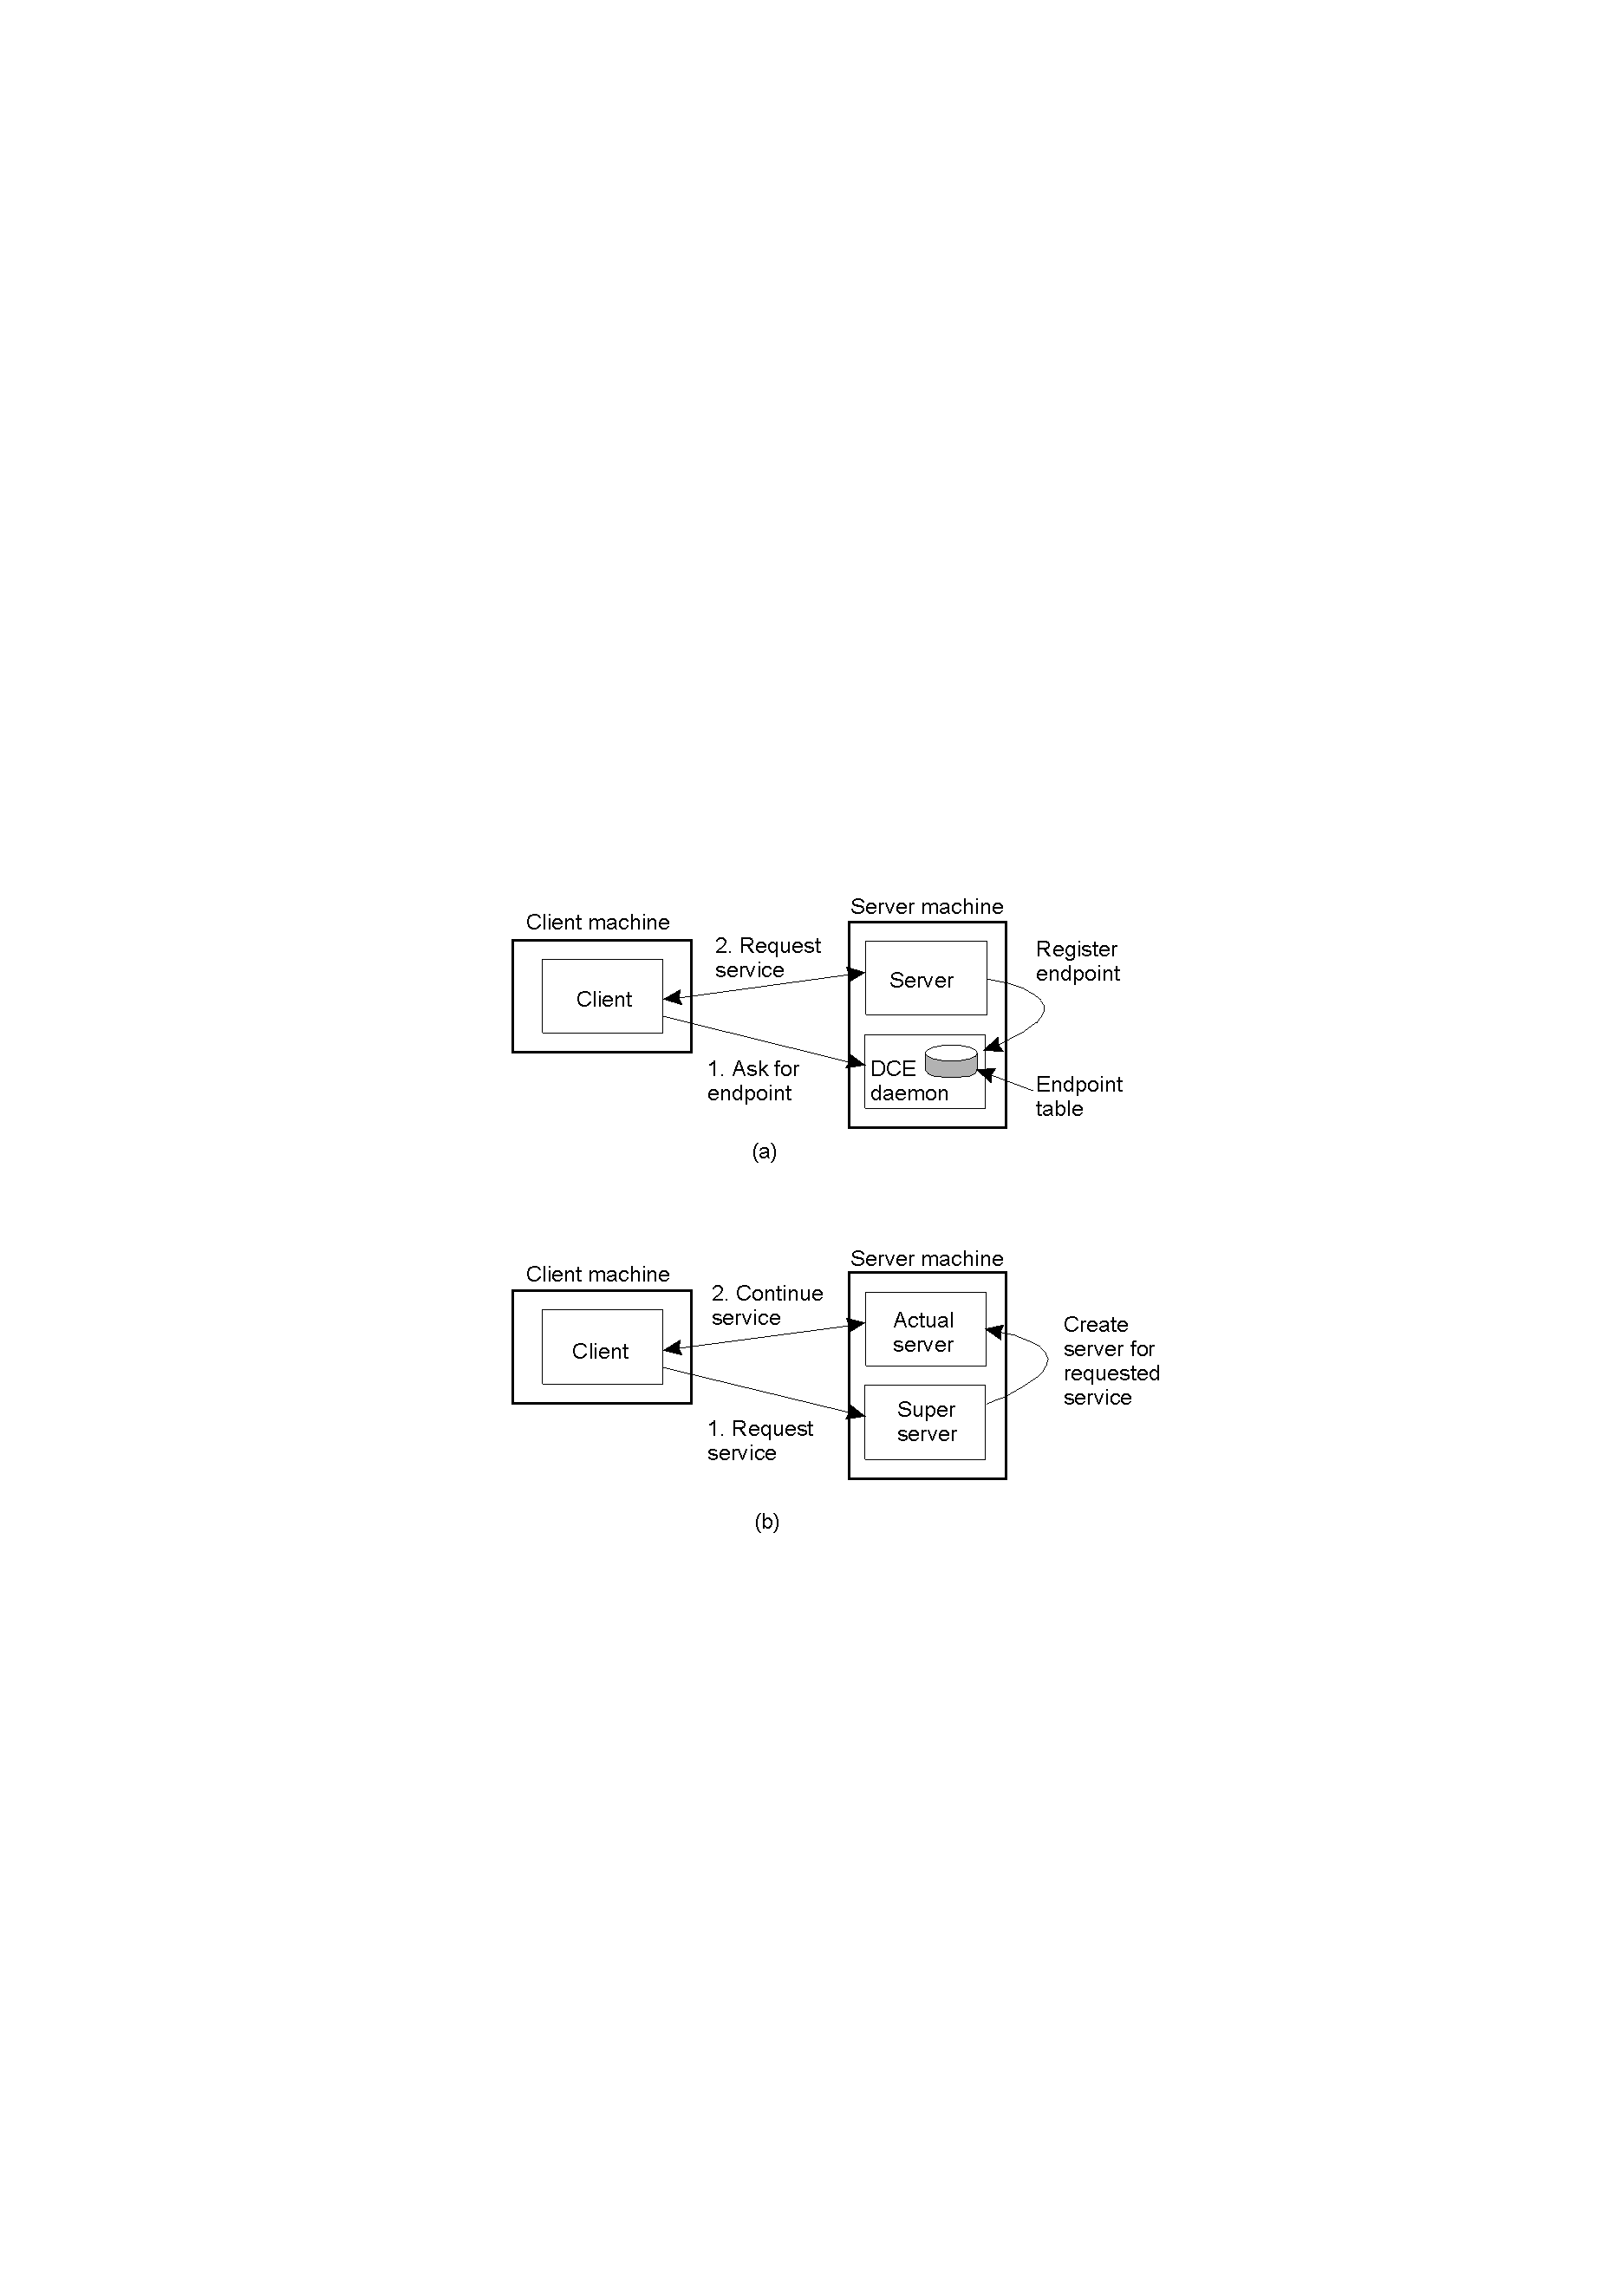 Client machine
Server machine
2. Request
service
Register
endpoint
Client
Server
1. Ask for
endpoint
DCE
daemon
Endpoint
table
(a)
Client machine
Server machine
2. Continue
service
Actual
server
Create
server for
requested
service
Client
1. Request
service
Super
server
(b)